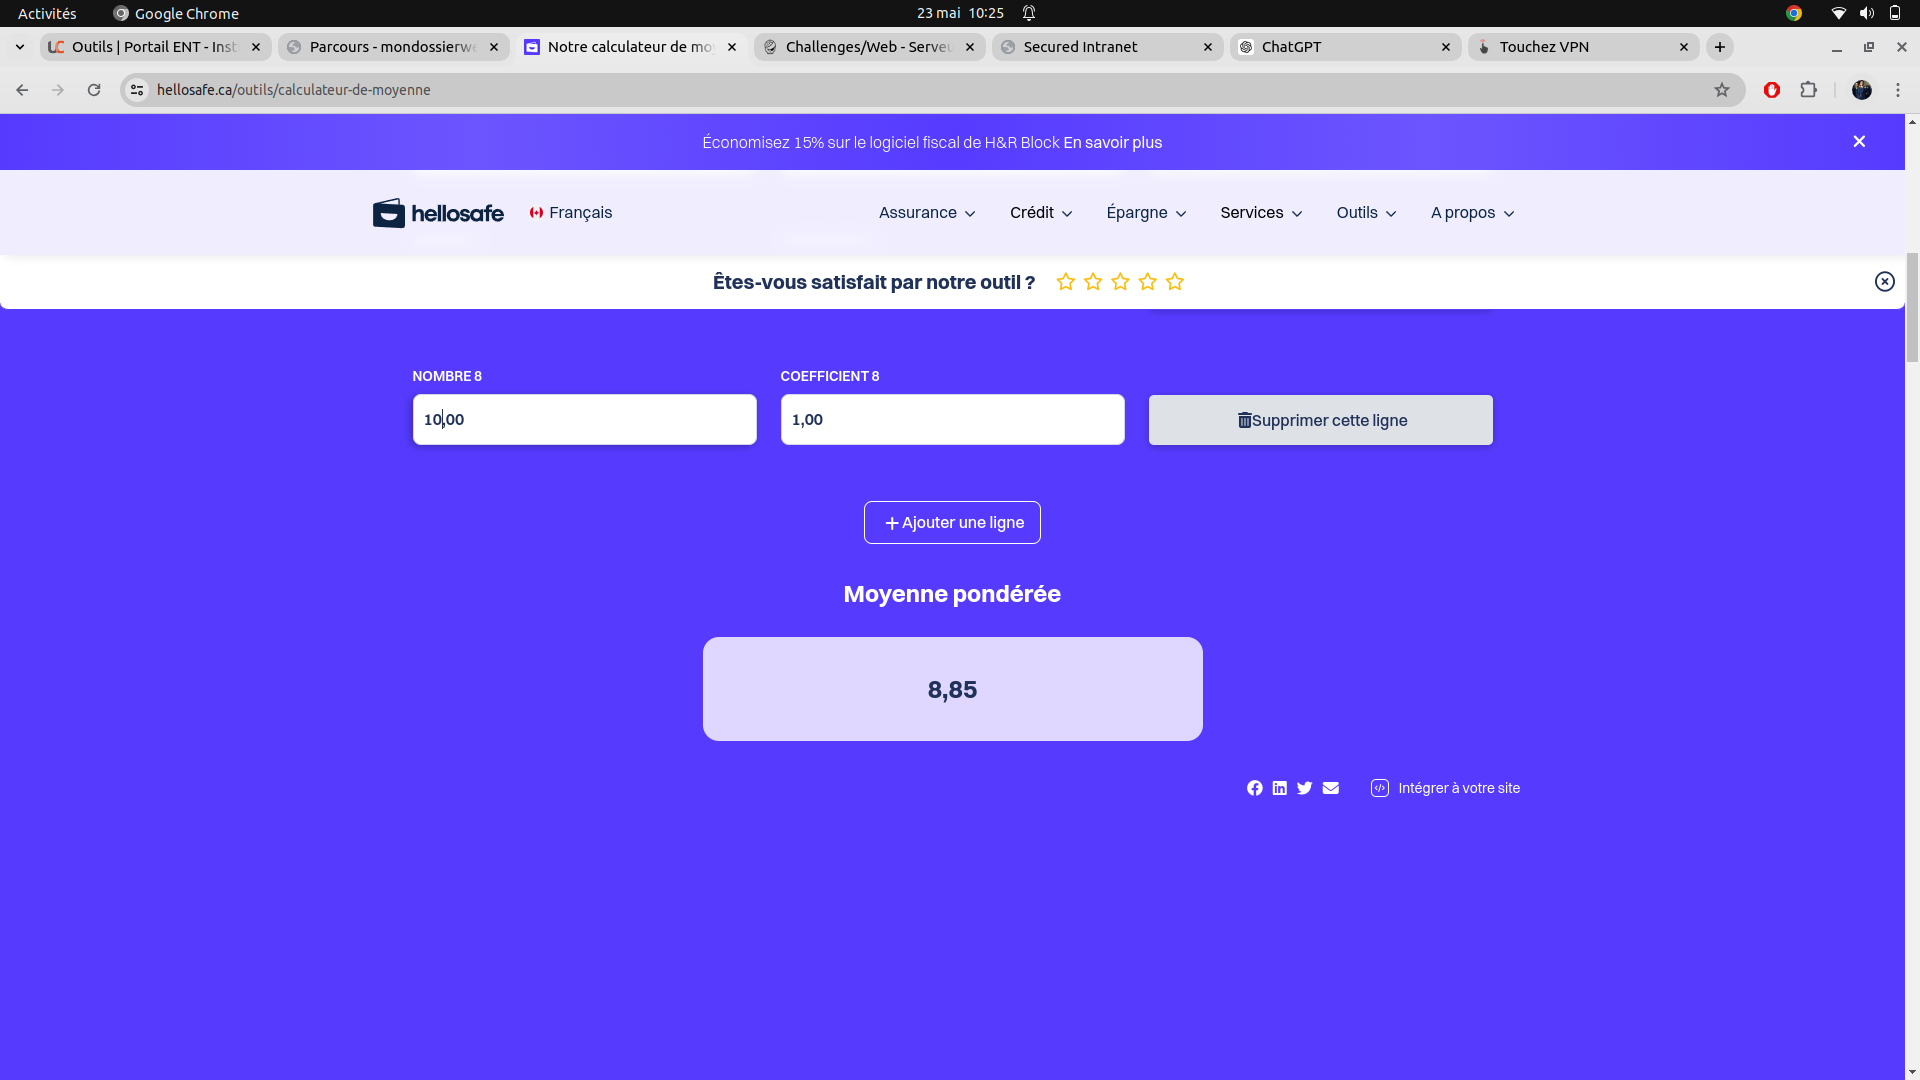 Activités Google Chrome 23 mai 10:25
Outils | Portail ENT - Inst Parcours - mondossierwe Notre calculateur de mo Challenges/Web - Serveu Secured Intranet ChatGPT Touchez VPN
hellosafe.ca/outils/calculateur-de-moyenne
Économisez 15% sur le logiciel fiscal de H&R Block En savoir plus
hellosafe Français Assurance Crédit Épargne Services Outils A propos
Êtes-vous satisfait par notre outil ?
NOMBRE 8 COEFFICIENT 8
10,00 1,00 Supprimer cette ligne
Ajouter une ligne
Moyenne pondérée
8,85
Intégrer à votre site